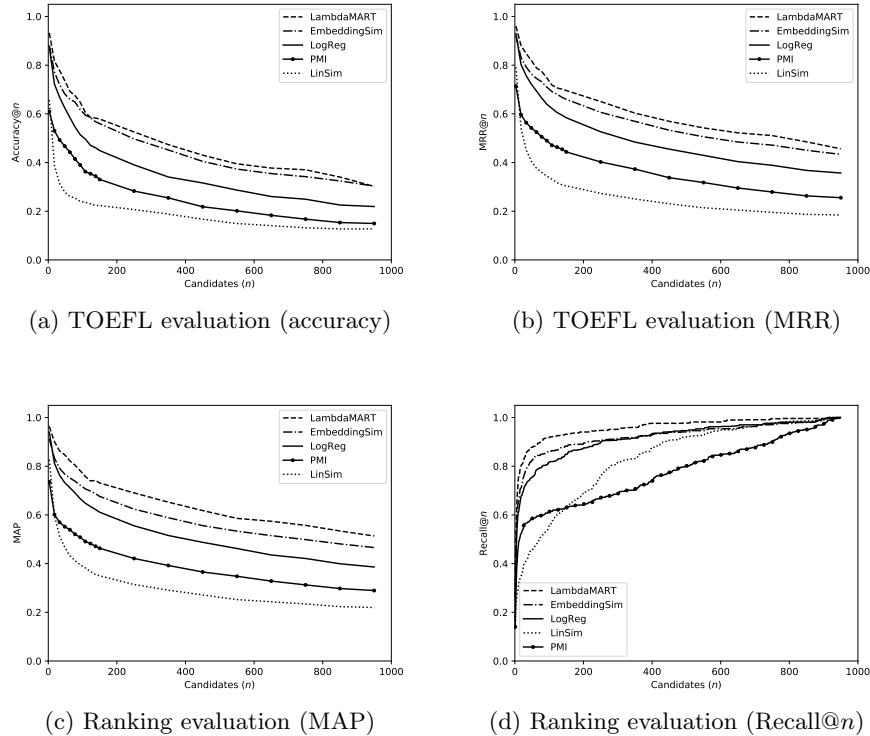 LambdaMART
EmbeddingSim
LogReg
PMI
LinSim
1.0
0.8
0.6
0.4
0.2
0.0
Accuracy@n
0 200 400 600 800 1000
Candidates (n)
(a) TOEFL evaluation (accuracy)
LambdaMART
EmbeddingSim
LogReg
PMI
LinSim
1.0
0.8
0.6
0.4
0.2
0.0
MRR@n
0 200 400 600 800 1000
Candidates (n)
(b) TOEFL evaluation (MRR)
LambdaMART
EmbeddingSim
LogReg
PMI
LinSim
1.0
0.8
0.6
0.4
0.2
0.0
MAP
0 200 400 600 800 1000
Candidates (n)
(c) Ranking evaluation (MAP)
1.0
0.8
0.6
0.4
0.2
0.0
Recall@n
LambdaMART
EmbeddingSim
LogReg
LinSim
PMI
0 200 400 600 800 1000
Candidates (n)
(d) Ranking evaluation (Recall@n)